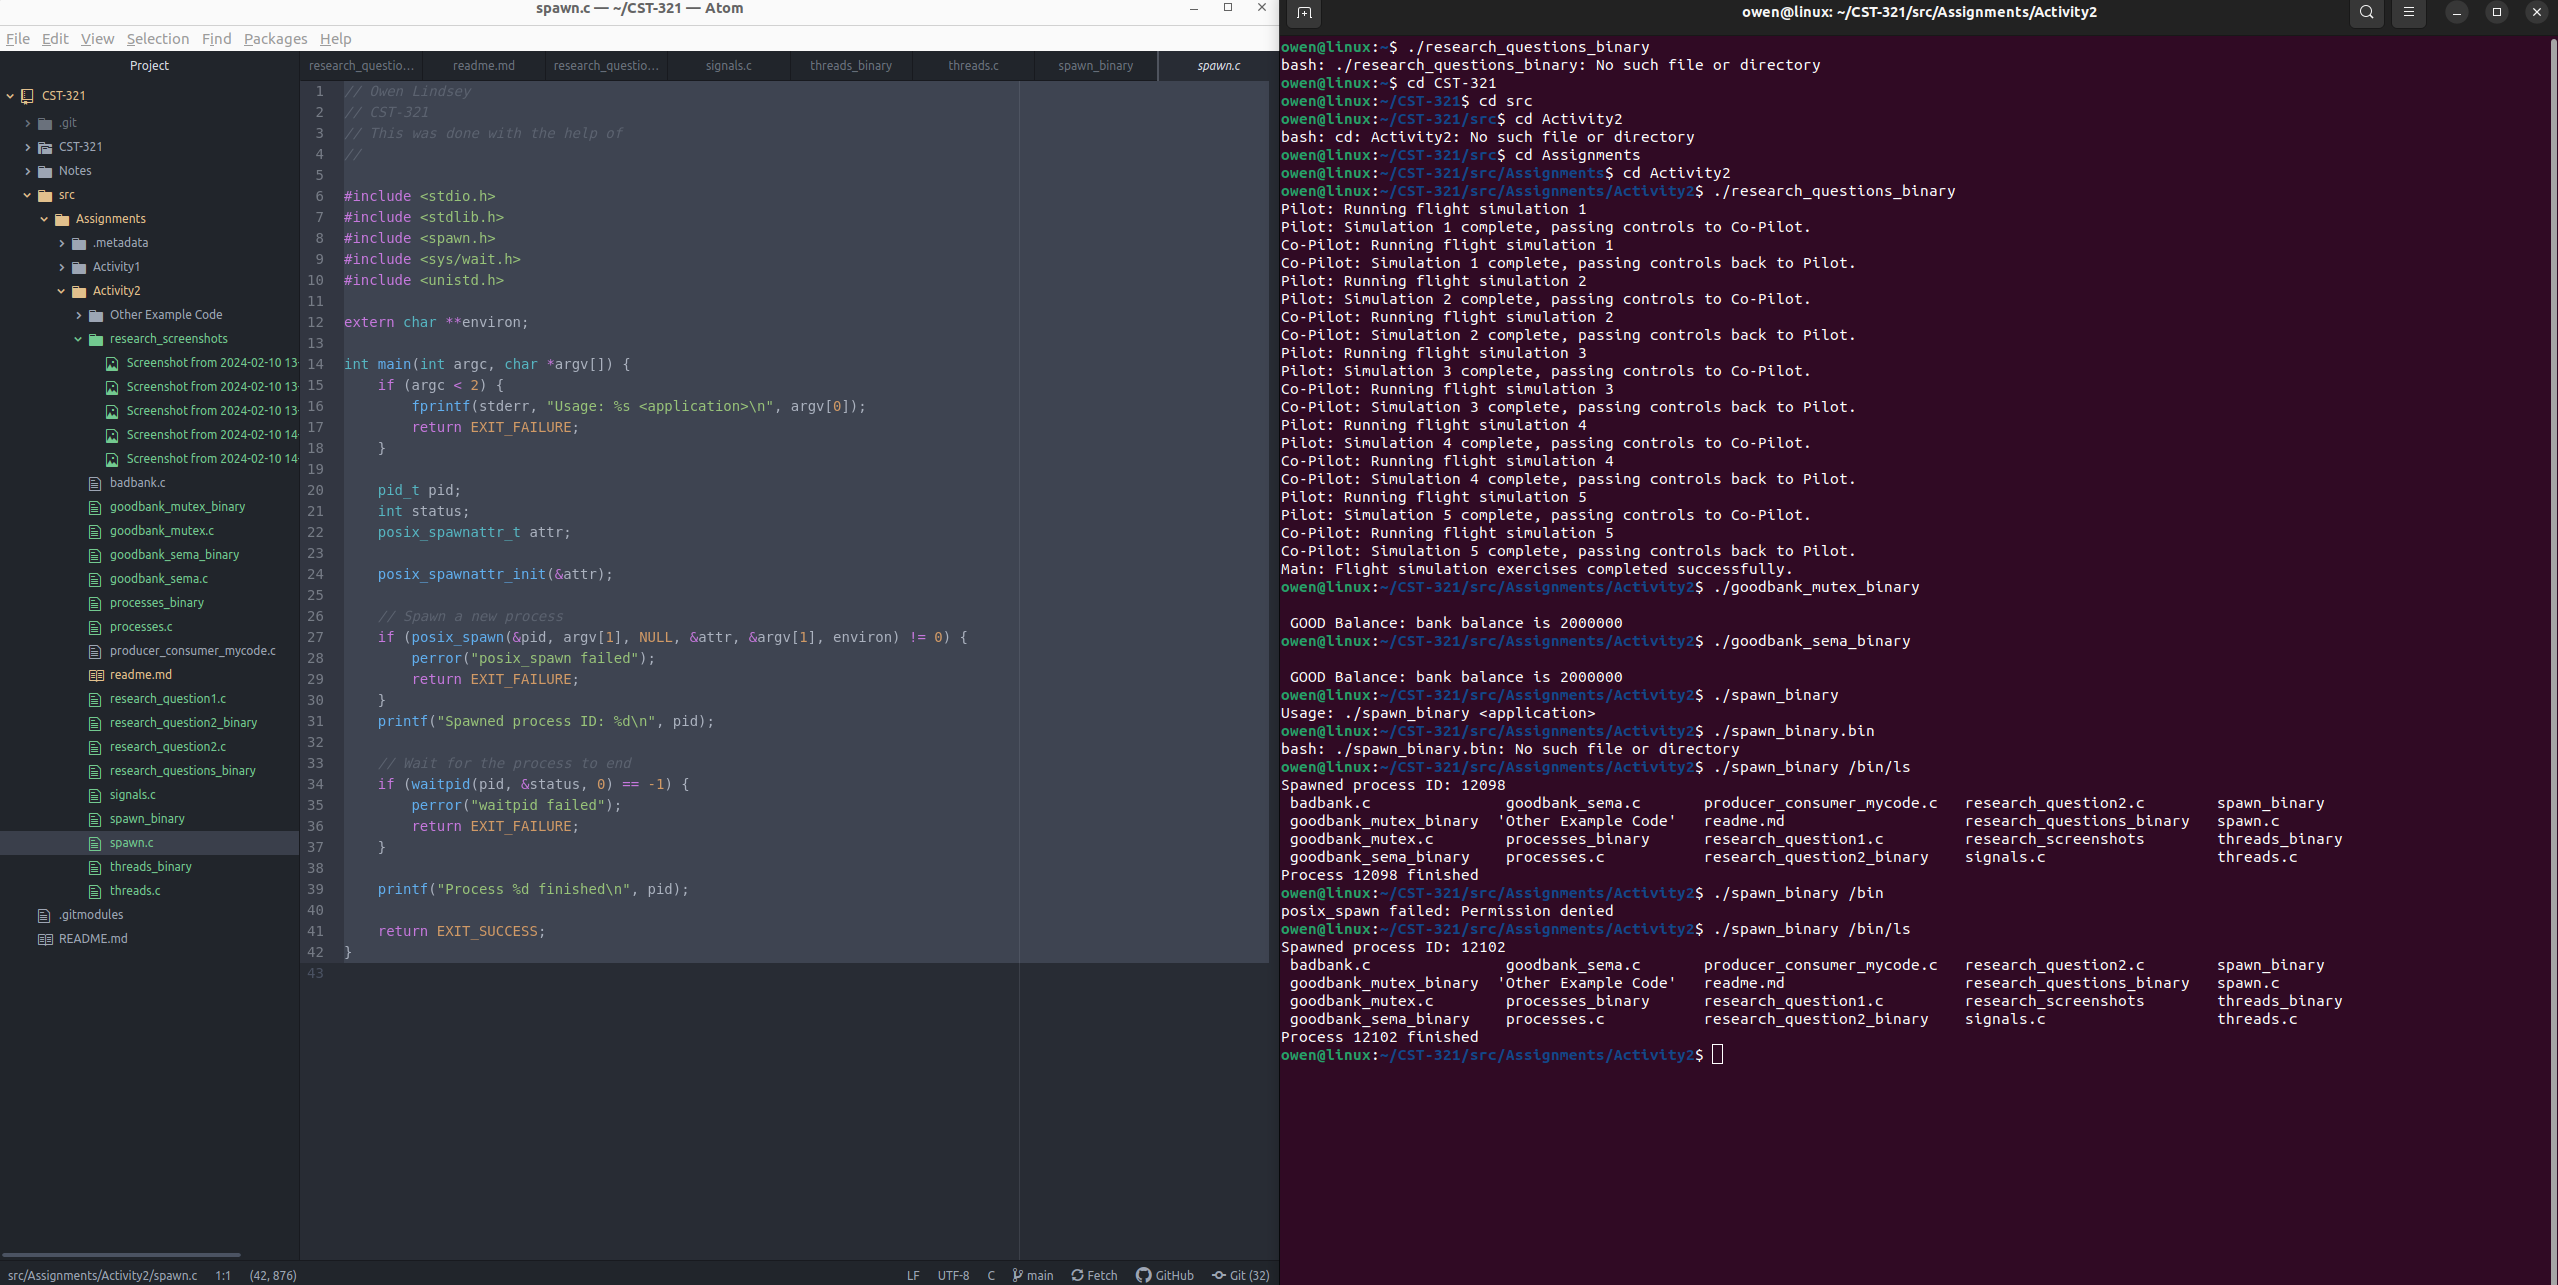 spawn.c — ~/CST-321 — Atom
File Edit View Selection Find Packages Help
Project
CST-321
.git
CST-321
Notes
src
Assignments
.metadata
Activity1
Activity2
Other Example Code
research_screenshots
Screenshot from 2024-02-10 13-
Screenshot from 2024-02-10 13-
Screenshot from 2024-02-10 13-
Screenshot from 2024-02-10 14-
Screenshot from 2024-02-10 14-
badbank.c
goodbank_mutex_binary
goodbank_mutex.c
goodbank_sema_binary
goodbank_sema.c
processes_binary
processes.c
producer_consumer_mycode.c
readme.md
research_question1.c
research_question2_binary
research_question2.c
research_questions_binary
signals.c
spawn_binary
spawn.c
threads_binary
threads.c
.gitmodules
README.md
research_questio... readme.md research_questio... signals.c threads_binary threads.c spawn_binary spawn.c
1 // Owen Lindsey
2 // CST-321
3 // This was done with the help of
4 //
5
6 #include <stdio.h>
7 #include <stdlib.h>
8 #include <spawn.h>
9 #include <sys/wait.h>
10 #include <unistd.h>
11
12 extern char **environ;
13
14 int main(int argc, char *argv[]) {
15 if (argc < 2) {
16 fprintf(stderr, "Usage: %s <application>\n", argv[0]);
17 return EXIT_FAILURE;
18 }
19
20 pid_t pid;
21 int status;
22 posix_spawnattr_t attr;
23
24 posix_spawnattr_init(&attr);
25
26 // Spawn a new process
27 if (posix_spawn(&pid, argv[1], NULL, &attr, &argv[1], environ) != 0) {
28 perror("posix_spawn failed");
29 return EXIT_FAILURE;
30 }
31 printf("Spawned process ID: %d\n", pid);
32
33 // Wait for the process to end
34 if (waitpid(pid, &status, 0) == -1) {
35 perror("waitpid failed");
36 return EXIT_FAILURE;
37 }
38
39 printf("Process %d finished\n", pid);
40
41 return EXIT_SUCCESS;
42 }
43
src/Assignments/Activity2/spawn.c 1:1 (42, 876) LF UTF-8 C main Fetch GitHub Git (32)
owen@linux: ~/CST-321/src/Assignments/Activity2
owen@linux:~$ ./research_questions_binary
bash: ./research_questions_binary: No such file or directory
owen@linux:~$ cd CST-321
owen@linux:~/CST-321$ cd src
owen@linux:~/CST-321/src$ cd Activity2
bash: cd: Activity2: No such file or directory
owen@linux:~/CST-321/src$ cd Assignments
owen@linux:~/CST-321/src/Assignments$ cd Activity2
owen@linux:~/CST-321/src/Assignments/Activity2$ ./research_questions_binary
Pilot: Running flight simulation 1
Pilot: Simulation 1 complete, passing controls to Co-Pilot.
Co-Pilot: Running flight simulation 1
Co-Pilot: Simulation 1 complete, passing controls back to Pilot.
Pilot: Running flight simulation 2
Pilot: Simulation 2 complete, passing controls to Co-Pilot.
Co-Pilot: Running flight simulation 2
Co-Pilot: Simulation 2 complete, passing controls back to Pilot.
Pilot: Running flight simulation 3
Pilot: Simulation 3 complete, passing controls to Co-Pilot.
Co-Pilot: Running flight simulation 3
Co-Pilot: Simulation 3 complete, passing controls back to Pilot.
Pilot: Running flight simulation 4
Pilot: Simulation 4 complete, passing controls to Co-Pilot.
Co-Pilot: Running flight simulation 4
Co-Pilot: Simulation 4 complete, passing controls back to Pilot.
Pilot: Running flight simulation 5
Pilot: Simulation 5 complete, passing controls to Co-Pilot.
Co-Pilot: Running flight simulation 5
Co-Pilot: Simulation 5 complete, passing controls back to Pilot.
Main: Flight simulation exercises completed successfully.
owen@linux:~/CST-321/src/Assignments/Activity2$ ./goodbank_mutex_binary
GOOD Balance: bank balance is 2000000
owen@linux:~/CST-321/src/Assignments/Activity2$ ./goodbank_sema_binary
GOOD Balance: bank balance is 2000000
owen@linux:~/CST-321/src/Assignments/Activity2$ ./spawn_binary
Usage: ./spawn_binary <application>
owen@linux:~/CST-321/src/Assignments/Activity2$ ./spawn_binary.bin
bash: ./spawn_binary.bin: No such file or directory
owen@linux:~/CST-321/src/Assignments/Activity2$ ./spawn_binary /bin/ls
Spawned process ID: 12098
badbank.c goodbank_sema.c producer_consumer_mycode.c research_question2.c spawn_binary
goodbank_mutex_binary 'Other Example Code' readme.md research_questions_binary spawn.c
goodbank_mutex.c processes_binary research_question1.c research_screenshots threads_binary
goodbank_sema_binary processes.c research_question2_binary signals.c threads.c
Process 12098 finished
owen@linux:~/CST-321/src/Assignments/Activity2$ ./spawn_binary /bin
posix_spawn failed: Permission denied
owen@linux:~/CST-321/src/Assignments/Activity2$ ./spawn_binary /bin/ls
Spawned process ID: 12102
badbank.c goodbank_sema.c producer_consumer_mycode.c research_question2.c spawn_binary
goodbank_mutex_binary 'Other Example Code' readme.md research_questions_binary spawn.c
goodbank_mutex.c processes_binary research_question1.c research_screenshots threads_binary
goodbank_sema_binary processes.c research_question2_binary signals.c threads.c
Process 12102 finished
owen@linux:~/CST-321/src/Assignments/Activity2$